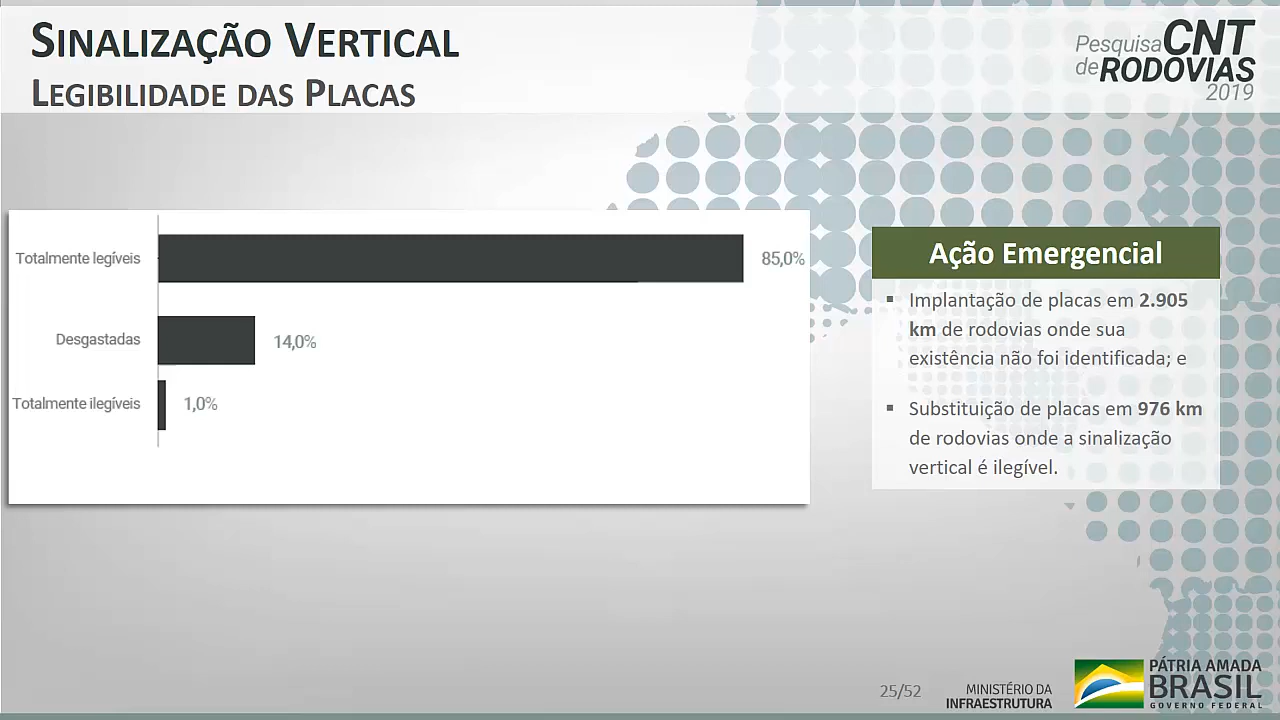 SINALIZAÇÃO VERTICAL
LEGIBILIDADE DAS PLACAS
Pesquisa CNT
de RODOVIAS
2019
Totalmente legíveis
85,0%
Desgastadas
14,0%
Totalmente ilegíveis
1,0%
Ação Emergencial
▪ Implantação de placas em 2.905
km de rodovias onde sua
existência não foi identificada; e
▪ Substituição de placas em 976 km
de rodovias onde a sinalização
vertical é ilegível.
25/52
MINISTÉRIO DA
INFRAESTRUTURA
PÁTRIA AMADA
BRASIL
GOVERNO FEDERAL